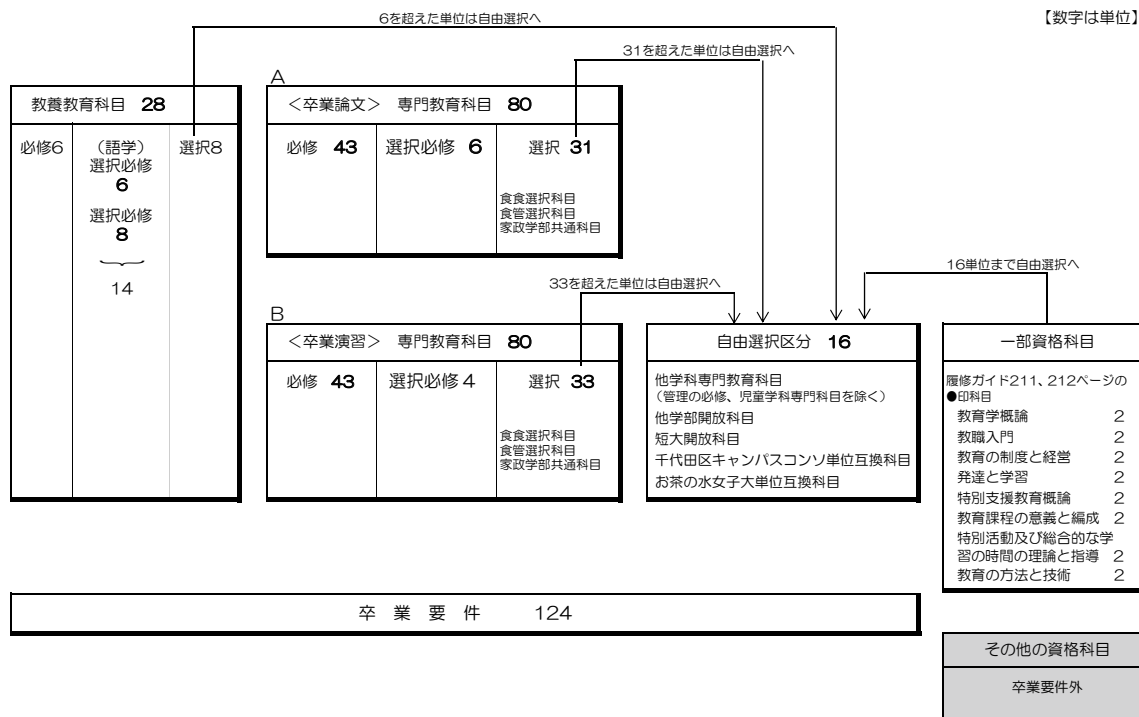 6を超えた単位は自由選択へ
【数字は単位】
31を超えた単位は自由選択へ
教養教育科目 28
必修6
（語学）
選択必修
6
選択必修
8
14
選択8
A
＜卒業論文＞ 専門教育科目 80
必修 43
選択必修 6
選択 31
食食選択科目
食管選択科目
家政学部共通科目
33を超えた単位は自由選択へ
16単位まで自由選択へ
B
＜卒業演習＞ 専門教育科目 80
必修 43
選択必修 4
選択 33
食食選択科目
食管選択科目
家政学部共通科目
自由選択区分 16
他学科専門教育科目
（管理の必修、児童学科専門科目を除く）
他学部開放科目
短大開放科目
千代田区キャンパスコンソ単位互換科目
お茶の水女子大単位互換科目
一部資格科目
履修ガイド211、212ページの
●印科目
教育学概論 2
教職入門 2
教育の制度と経営 2
発達と学習 2
特別支援教育概論 2
教育課程の意義と編成 2
特別活動及び総合的な学
習の時間の理論と指導 2
教育の方法と技術 2
卒業要件 124
その他の資格科目
卒業要件外